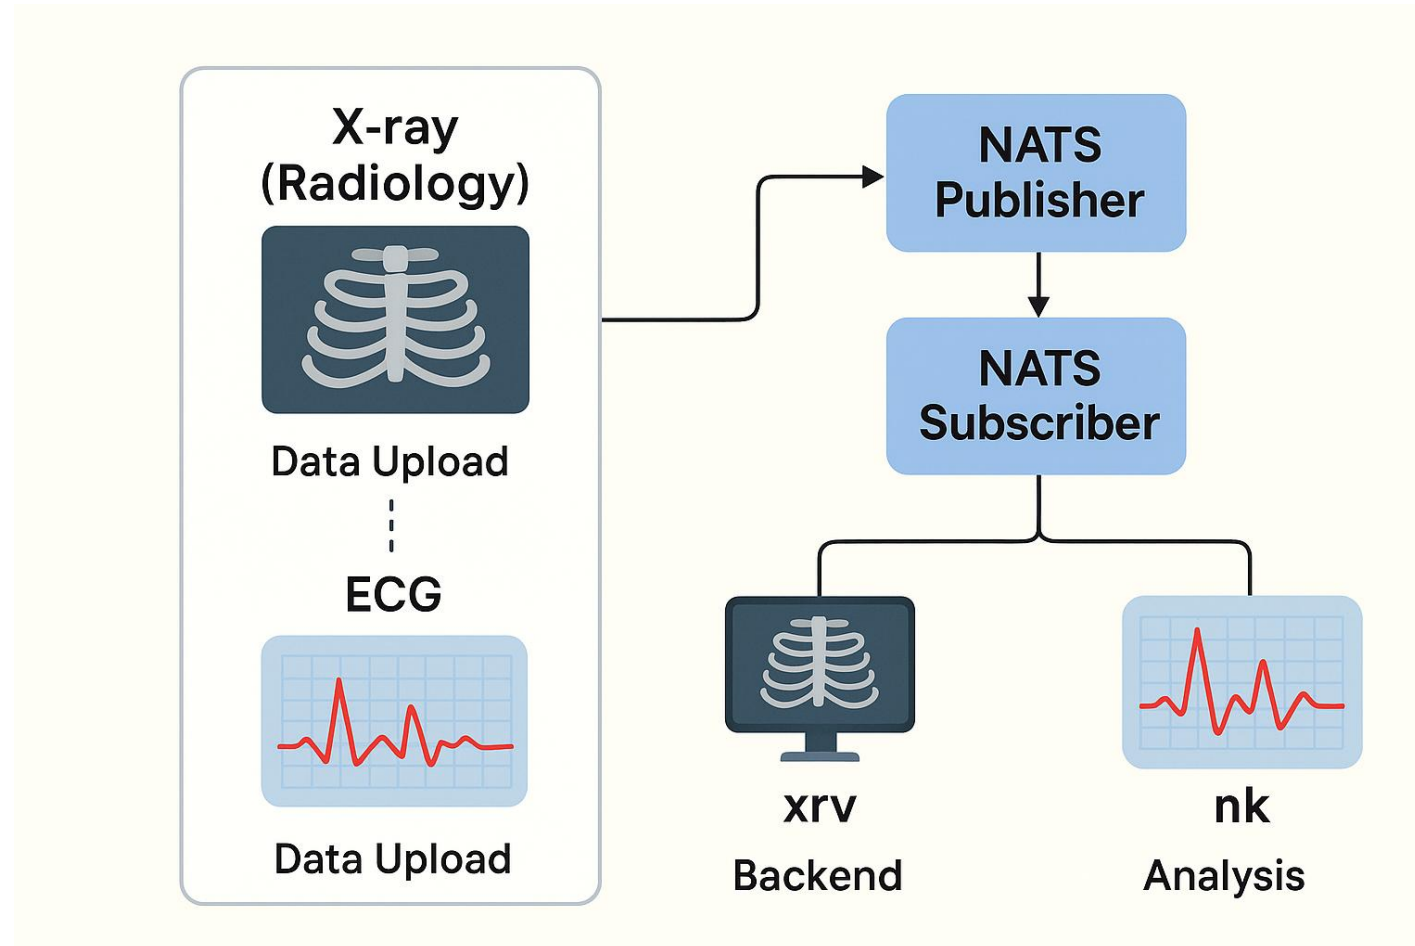 X-ray
(Radiology)
Data Upload
ECG
Data Upload
NATS
Publisher
NATS
Subscriber
xrv
Backend
nk
Analysis